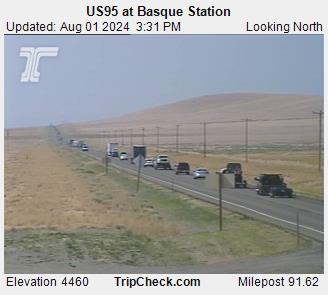 US95 at Basque Station
Updated: Aug 01 2024 3:31 PM Looking North
Elevation 4460 TripCheck.com Milepost 91.62